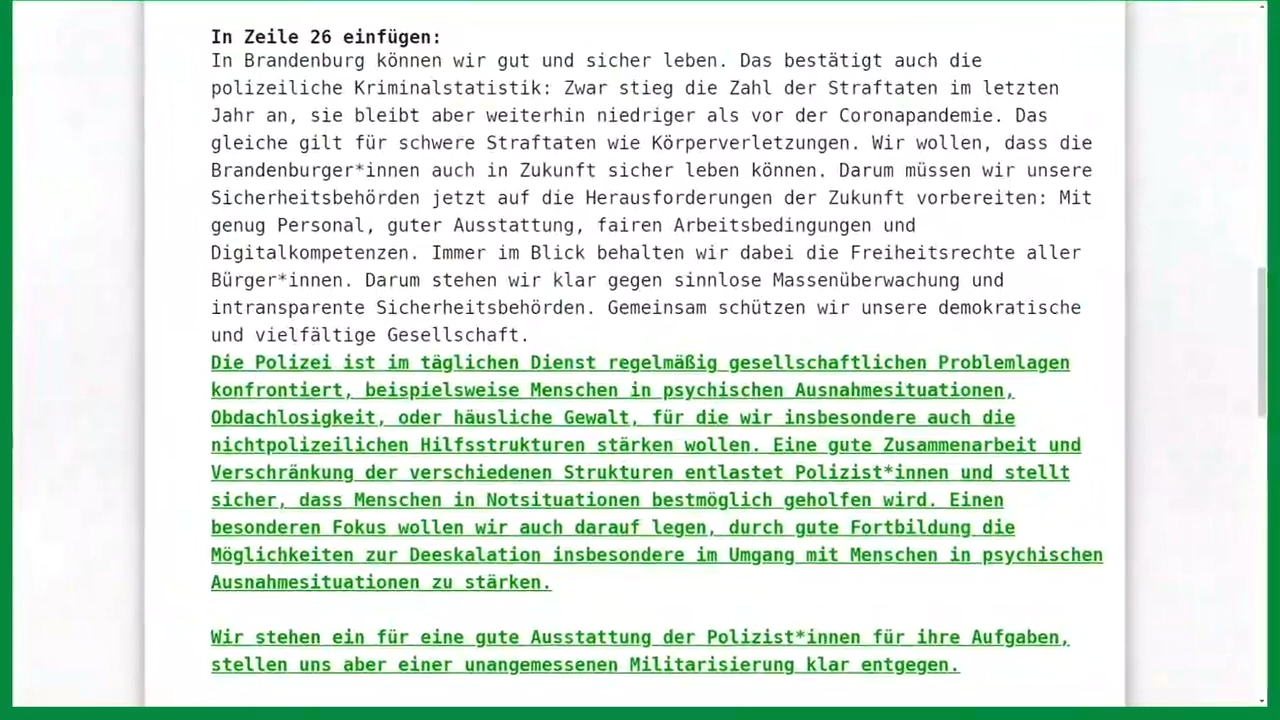 In Zeile 26 einfügen:
In Brandenburg können wir gut und sicher leben. Das bestätigt auch die
polizeiliche Kriminalstatistik: Zwar stieg die Zahl der Straftaten im letzten
Jahr an, sie bleibt aber weiterhin niedriger als vor der Coronapandemie. Das
gleiche gilt für schwere Straftaten wie Körperverletzungen. Wir wollen, dass die
Brandenburger*innen auch in Zukunft sicher leben können. Darum müssen wir unsere
Sicherheitsbehörden jetzt auf die Herausforderungen der Zukunft vorbereiten: Mit
genug Personal, guter Ausstattung, fairen Arbeitsbedingungen und
Digitalkompetenzen. Immer im Blick behalten wir dabei die Freiheitsrechte aller
Bürger*innen. Darum stehen wir klar gegen sinnlose Massenüberwachung und
intransparente Sicherheitsbehörden. Gemeinsam schützen wir unsere demokratische
und vielfältige Gesellschaft.
Die Polizei ist im täglichen Dienst regelmäßig gesellschaftlichen Problemlagen
konfrontiert, beispielsweise Menschen in psychischen Ausnahmesituationen,
Obdachlosigkeit, oder häusliche Gewalt, für die wir insbesondere auch die
nichtpolizeilichen Hilfsstrukturen stärken wollen. Eine gute Zusammenarbeit und
Verschränkung der verschiedenen Strukturen entlastet Polizist*innen und stellt
sicher, dass Menschen in Notsituationen bestmöglich geholfen wird. Einen
besonderen Fokus wollen wir auch darauf legen, durch gute Fortbildung die
Möglichkeiten zur Deeskalation insbesondere im Umgang mit Menschen in psychischen
Ausnahmesituationen zu stärken.
Wir stehen ein für eine gute Ausstattung der Polizist*innen für ihre Aufgaben,
stellen uns aber einer unangemessenen Militarisierung klar entgegen.